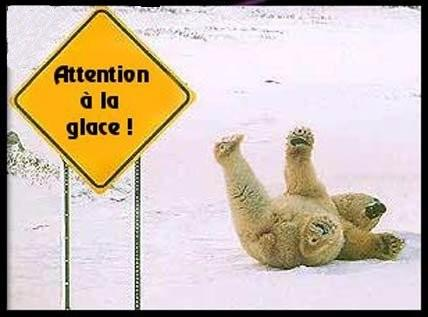 Attention
à la
glace !